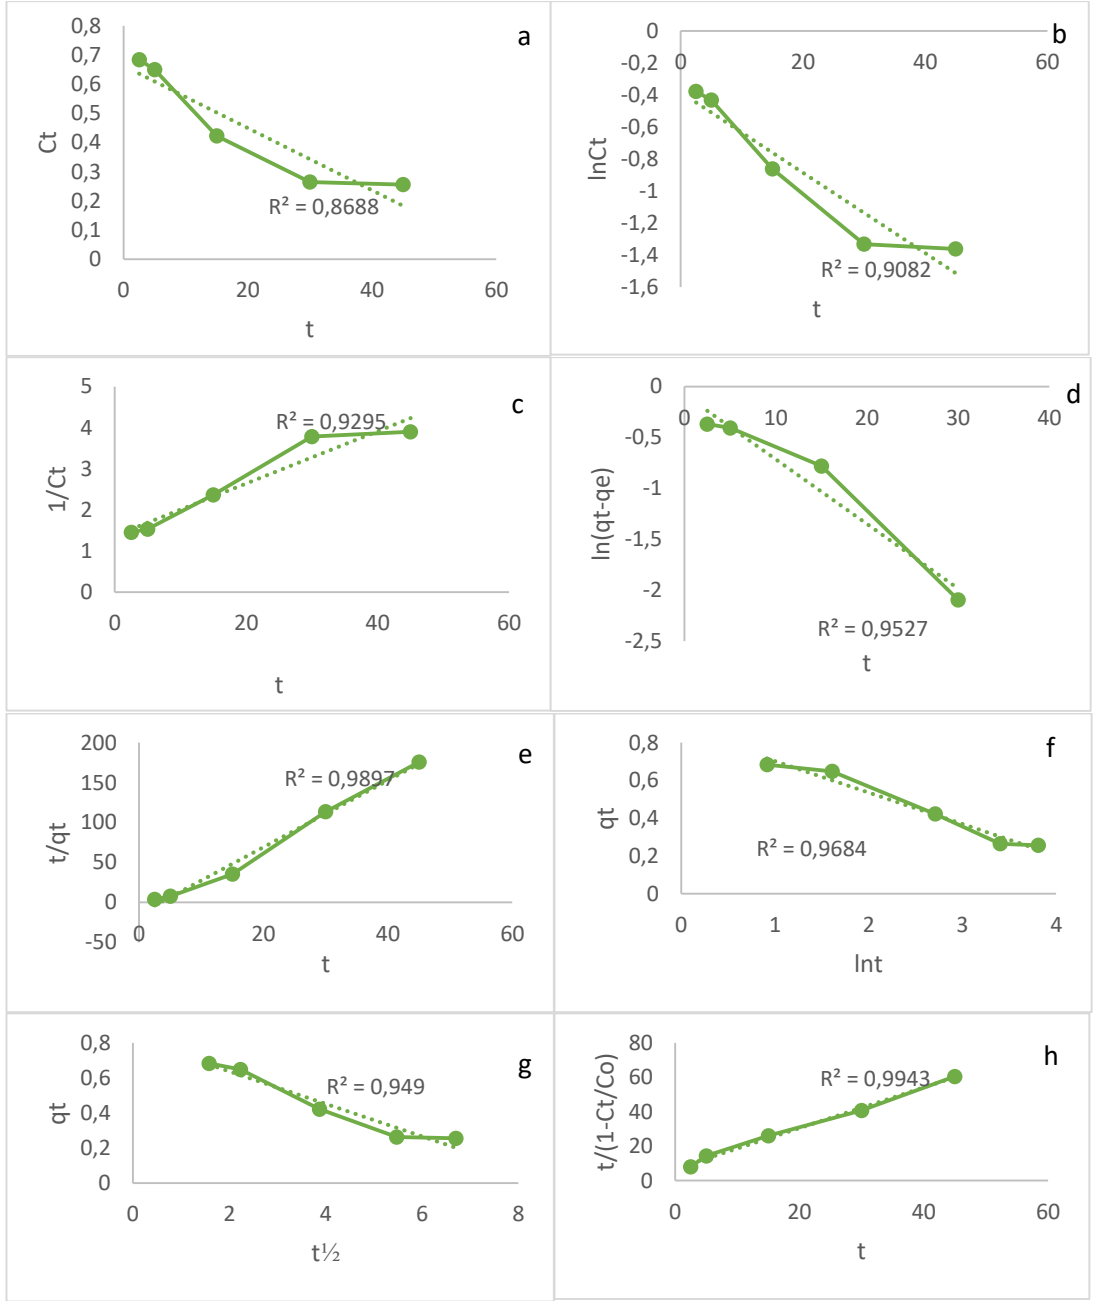 a
0,8
0,7
0,6
0,5
0,4
0,3
0,2
0,1
0
Ct
R² = 0,8688
0 20 40 60
t
b
0
-0,2
-0,4
-0,6
-0,8
-1
-1,2
-1,4
-1,6
lnCt
0 20 40 60
R² = 0,9082
t
c
5
4
3
2
1
0
1/Ct
R² = 0,9295
0 20 40 60
t
d
0
-0,5
-1
-1,5
-2
-2,5
ln(qt-qe)
0 10 20 30 40
R² = 0,9527
t
e
200
150
100
50
0
-50
t/qt
R² = 0,9897
0 20 40 60
t
f
0,8
0,6
0,4
0,2
0
qt
R² = 0,9684
0 1 2 3 4
lnt
g
0,8
0,6
0,4
0,2
0
qt
R² = 0,949
0 2 4 6 8
t½
h
80
60
40
20
0
t/(1-Ct/Co)
R² = 0,9943
0 20 40 60
t